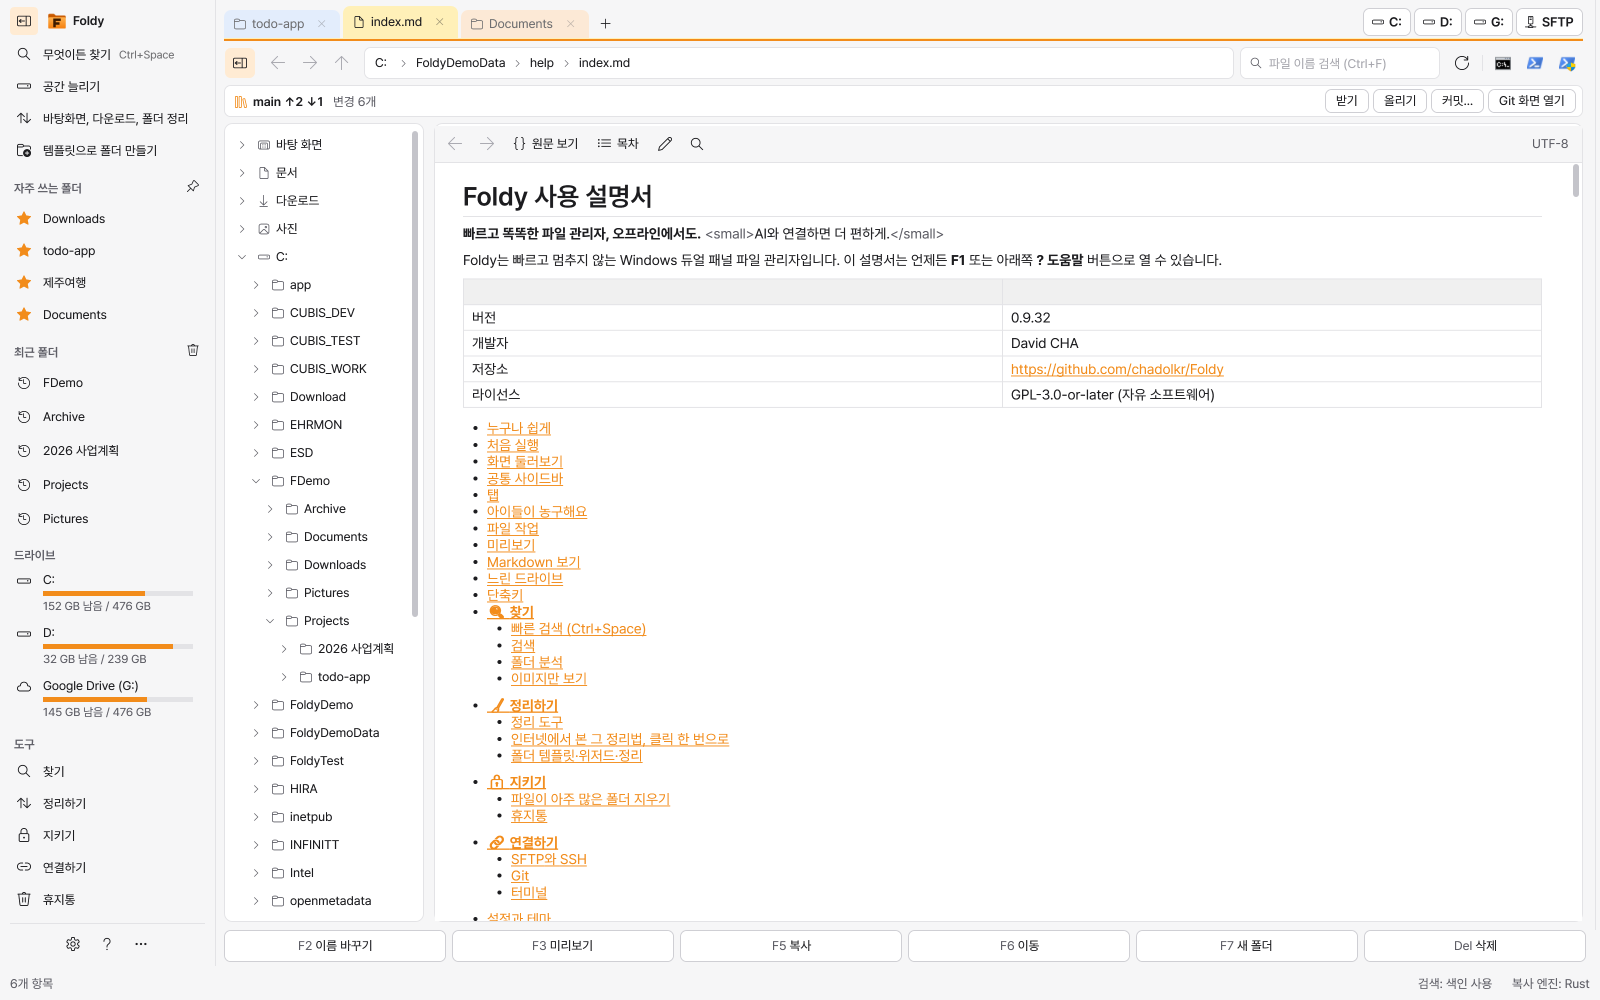 Foldy
무엇이든 찾기 Ctrl+Space
공간 늘리기
바탕화면, 다운로드, 폴더 정리
템플릿으로 폴더 만들기
자주 쓰는 폴더
Downloads
todo-app
제주여행
Documents
최근 폴더
FDemo
Archive
2026 사업계획
Projects
Pictures
드라이브
C:
152 GB 남음 / 476 GB
D:
32 GB 남음 / 239 GB
Google Drive (G:)
145 GB 남음 / 476 GB
도구
찾기
정리하기
지키기
연결하기
휴지통
6개 항목
todo-app
index.md
Documents
C:
D:
G:
SFTP
C: > FoldyDemoData > help > index.md
파일 이름 검색 (Ctrl+F)
main ↑2 ↓1 변경 6개
받기
올리기
커밋...
Git 화면 열기
바탕 화면
문서
다운로드
사진
C:
app
CUBIS_DEV
CUBIS_TEST
CUBIS_WORK
Download
EHRMON
ESD
FDemo
Archive
Documents
Downloads
Pictures
Projects
2026 사업계획
todo-app
FoldyDemo
FoldyDemoData
FoldyTest
HIRA
inetpub
INFINITT
Intel
openmetadata
{} 원문 보기
목차
UTF-8
Foldy 사용 설명서
빠르고 똑똑한 파일 관리자, 오프라인에서도. <small>AI와 연결하면 더 편하게.</small>
Foldy는 빠르고 멈추지 않는 Windows 듀얼 패널 파일 관리자입니다. 이 설명서는 언제든 F1 또는 아래쪽 ? 도움말 버튼으로 열 수 있습니다.
버전 0.9.32
개발자 David CHA
저장소 https://github.com/chadolkr/Foldy
라이선스 GPL-3.0-or-later (자유 소프트웨어)
누구나 쉽게
처음 실행
화면 둘러보기
공통 사이드바
탭
아이들이 농구해요
파일 작업
미리보기
Markdown 보기
느린 드라이브
단축키
찾기
빠른 검색 (Ctrl+Space)
검색
폴더 분석
이미지만 보기
정리하기
정리 도구
인터넷에서 본 그 정리법, 클릭 한 번으로
폴더 템플릿·위저드·정리
지키기
파일이 아주 많은 폴더 지우기
휴지통
연결하기
SFTP와 SSH
Git
터미널
설정과 테마
F2 이름 바꾸기
F3 미리보기
F5 복사
F6 이동
F7 새 폴더
Del 삭제
검색: 색인 사용
복사 엔진: Rust